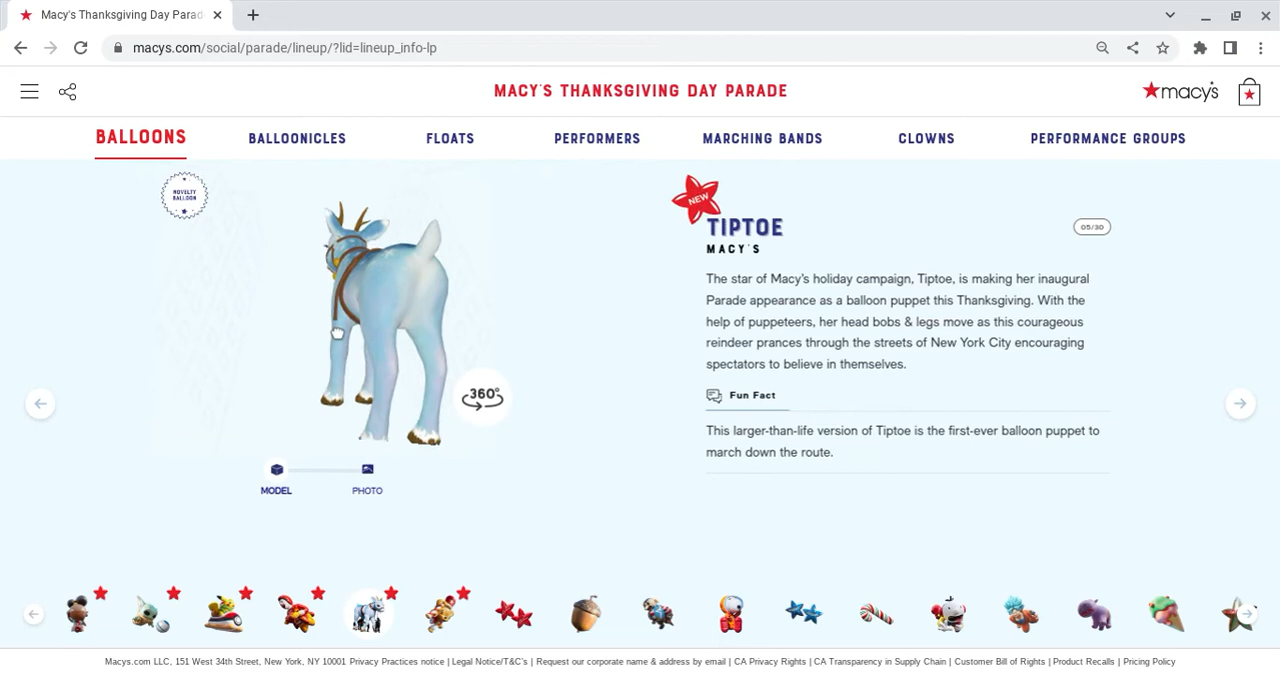 Macy's Thanksgiving Day Parad
macys.com/social/parade/lineup/?lid=lineup_info-lp
MACY'S THANKSGIVING DAY PARADE
macy's
BALLOONS BALLOONICLES FLOATS PERFORMERS MARCHING BANDS CLOWNS PERFORMANCE GROUPS
NOVELTY
BALLOON
NEW
TIPTOE
MACY'S
05/30
The star of Macy's holiday campaign, Tiptoe, is making her inaugural
Parade appearance as a balloon puppet this Thanksgiving. With the
help of puppeteers, her head bobs & legs move as this courageous
reindeer prances through the streets of New York City encouraging
spectators to believe in themselves.
360°
Fun Fact
This larger-than-life version of Tiptoe is the first-ever balloon puppet to
march down the route.
MODEL PHOTO
Macys.com LLC, 151 West 34th Street, New York, NY 10001 Privacy Practices notice | Legal Notice/T&C's | Request our corporate name & address by email | CA Privacy Rights | CA Transparency in Supply Chain | Customer Bill of Rights | Product Recalls | Pricing Policy